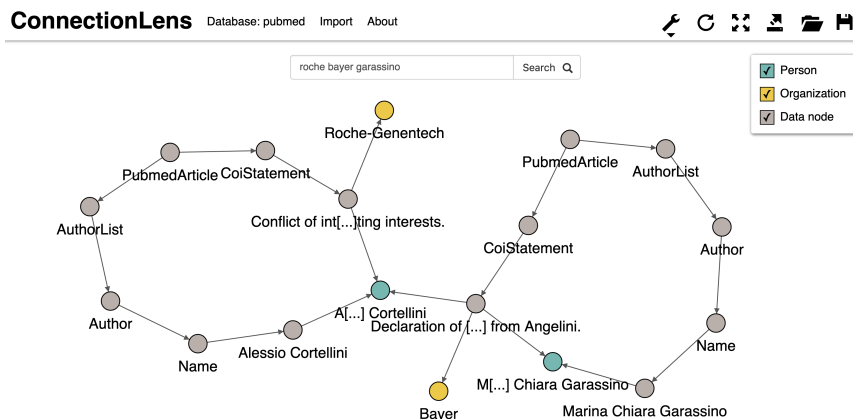 ConnectionLens Database: pubmed Import About
roche bayer garassino Search
Person
Organization
Data node
Roche-Genentech
PubmedArticle CoiStatement
PubmedArticle
AuthorList
Conflict of int[...]ting interests.
AuthorList
CoiStatement
Author
A[...] Cortellini
Author
Declaration of [...] from Angelini.
Alessio Cortellini
Name
Name
M[...] Chiara Garassino
Bayer
Marina Chiara Garassino